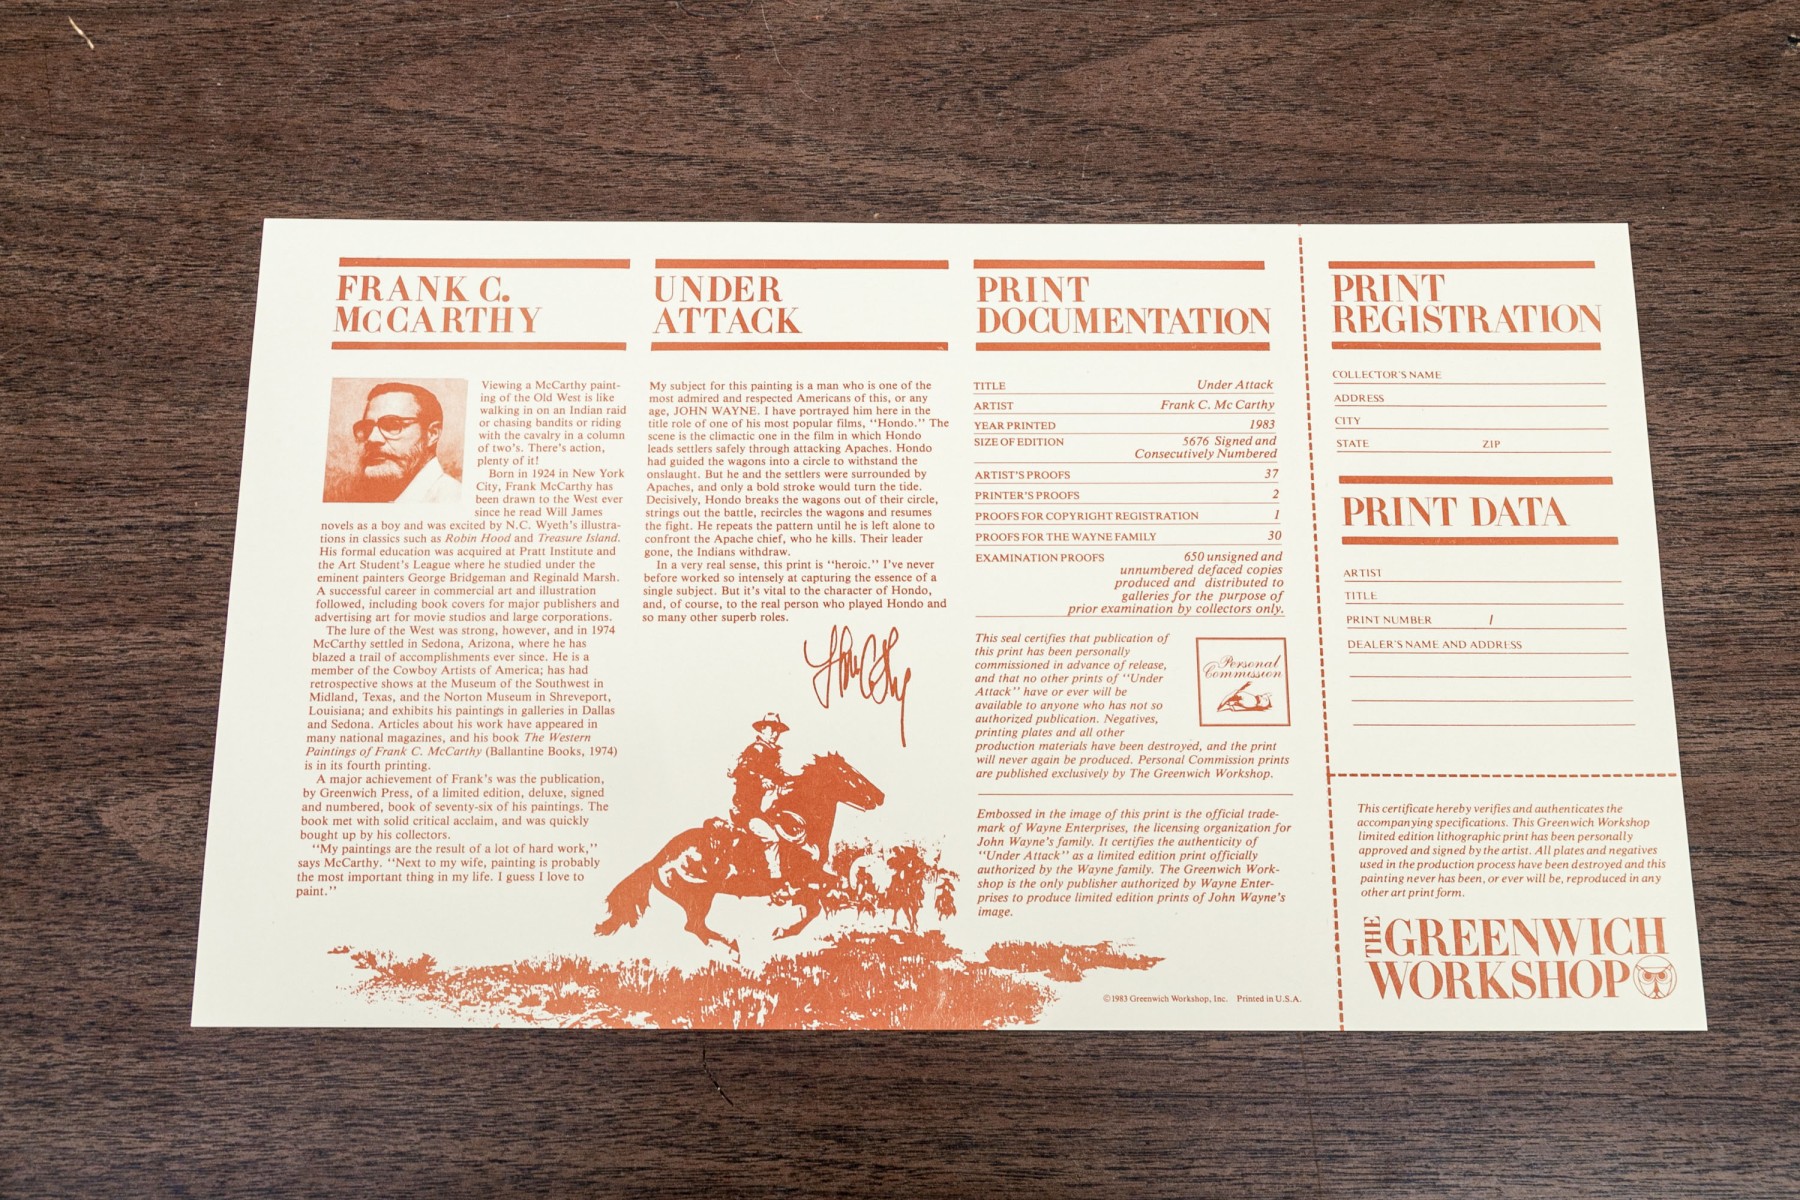 FRANK C.
McCARTHY
Viewing a McCarthy paint-
ing of the Old West is like
walking in on an Indian raid
or chasing bandits or riding
with the cavalry in a column
of two's. There's action,
plenty of it!
Born in 1924 in New York
City, Frank McCarthy has
been drawn to the West ever
since he read Will James
novels as a boy and was excited by N.C. Wyeth's illustra-
tions in classics such as Robin Hood and Treasure Island.
His formal education was acquired at Pratt Institute and
the Art Student's League where he studied under the
eminent painters George Bridgeman and Reginald Marsh.
A successful career in commercial art and illustration
followed, including book covers for major publishers and
advertising art for movie studios and large corporations.
The lure of the West was strong, however, and in 1974
McCarthy settled in Sedona, Arizona, where he has
blazed a trail of accomplishments ever since. He is a
member of the Cowboy Artists of America; has had
retrospective shows at the Museum of the Southwest in
Midland, Texas, and the Norton Museum in Shreveport,
Louisiana; and exhibits his paintings in galleries in Dallas
and Sedona. Articles about his work have appeared in
many national magazines, and his book The Western
Paintings of Frank C. McCarthy (Ballantine Books, 1974)
is in its fourth printing.
A major achievement of Frank's was the publication,
by Greenwich Press, of a limited edition, deluxe, signed
and numbered, book of seventy-six of his paintings. The
book met with solid critical acclaim, and was quickly
bought up by his collectors.
"My paintings are the result of a lot of hard work,"
says McCarthy. "Next to my wife, painting is probably
the most important thing in my life. I guess I love to
paint."
UNDER
ATTACK
My subject for this painting is a man who is one of the
most admired and respected Americans of this, or any
age, JOHN WAYNE. I have portrayed him here in the
title role of one of his most popular films, "Hondo." The
scene is the climactic one in the film in which Hondo
leads settlers safely through attacking Apaches. Hondo
had guided the wagons into a circle to withstand the
onslaught. But he and the settlers were surrounded by
Apaches, and only a bold stroke would turn the tide.
Decisively, Hondo breaks the wagons out of their circle,
strings out the battle, recircles the wagons and resumes
the fight. He repeats the pattern until he is left alone to
confront the Apache chief, who he kills. Their leader
gone, the Indians withdraw.
In a very real sense, this print is "heroic." I've never
before worked so intensely at capturing the essence of a
single subject. But it's vital to the character of Hondo,
and, of course, to the real person who played Hondo and
so many other superb roles.
PRINT
DOCUMENTATION
TITLE Under Attack
ARTIST Frank C. Mc Carthy
YEAR PRINTED 1983
SIZE OF EDITION 5676 Signed and
Consecutively Numbered
ARTIST'S PROOFS 37
PRINTER'S PROOFS 2
PROOFS FOR COPYRIGHT REGISTRATION 1
PROOFS FOR THE WAYNE FAMILY 30
EXAMINATION PROOFS 650 unsigned and
unnumbered defaced copies
produced and distributed to
galleries for the purpose of
prior examination by collectors only.
This seal certifies that publication of
this print has been personally
commissioned in advance of release,
and that no other prints of "Under
Attack" have or ever will be
available to anyone who has not so
authorized publication. Negatives,
printing plates and all other
production materials have been destroyed, and the print
will never again be produced. Personal Commission prints
are published exclusively by The Greenwich Workshop.
Personal
Commission
Embossed in the image of this print is the official trade-
mark of Wayne Enterprises, the licensing organization for
John Wayne's family. It certifies the authenticity of
"Under Attack" as a limited edition print officially
authorized by the Wayne family. The Greenwich Work-
shop is the only publisher authorized by Wayne Enter-
prises to produce limited edition prints of John Wayne's
image.
©1983 Greenwich Workshop, Inc. Printed in U.S.A.
PRINT
REGISTRATION
COLLECTOR'S NAME
ADDRESS
CITY
STATE ZIP
PRINT DATA
ARTIST
TITLE
PRINT NUMBER /
DEALER'S NAME AND ADDRESS
This certificate hereby verifies and authenticates the
accompanying specifications. This Greenwich Workshop
limited edition lithographic print has been personally
approved and signed by the artist. All plates and negatives
used in the production process have been destroyed and this
painting never has been, or ever will be, reproduced in any
other art print form.
THE GREENWICH
WORKSHOP